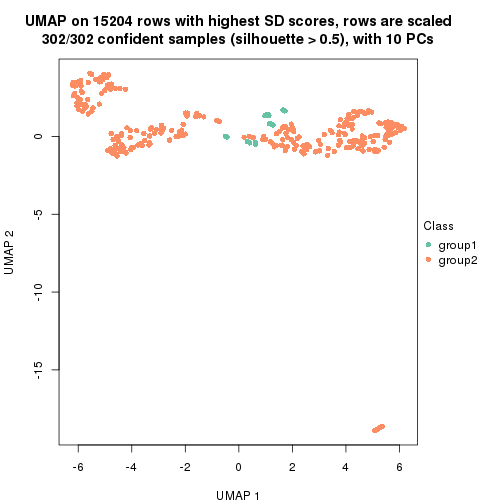 UMAP on 15204 rows with highest SD scores, rows are scaled
302/302 confident samples (silhouette > 0.5), with 10 PCs
0
-5
-10
-15
UMAP 2
Class
group1
group2
-6 -4 -2 0 2 4 6
UMAP 1